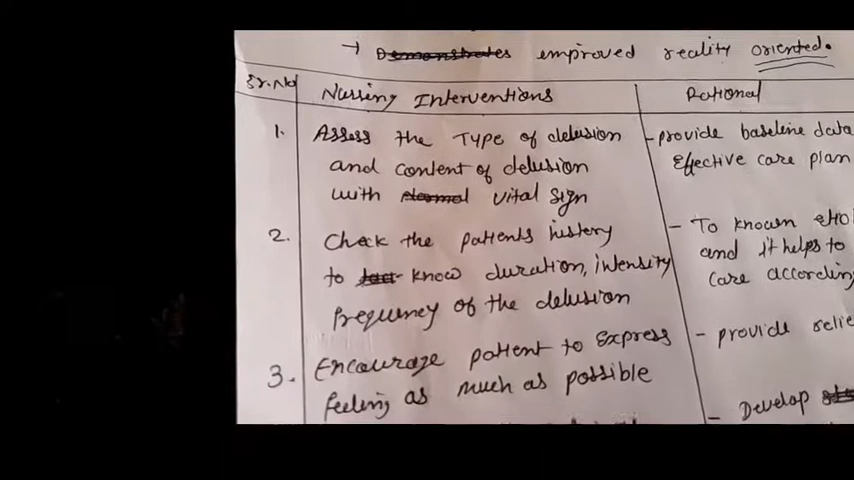 → Demonstrates emproved reality oriented.
Sr.No Nursing Interventions Rational
1. Assess the Type of delusion - provide baseline data
and content of delusion Effective care plan
with vital sign
2. Check the patients history - To known
to know duration, intensity and it helps to
frequency of the delusion care according
3. Encourage patient to Express - provide
feeling as much as possible
- Develop